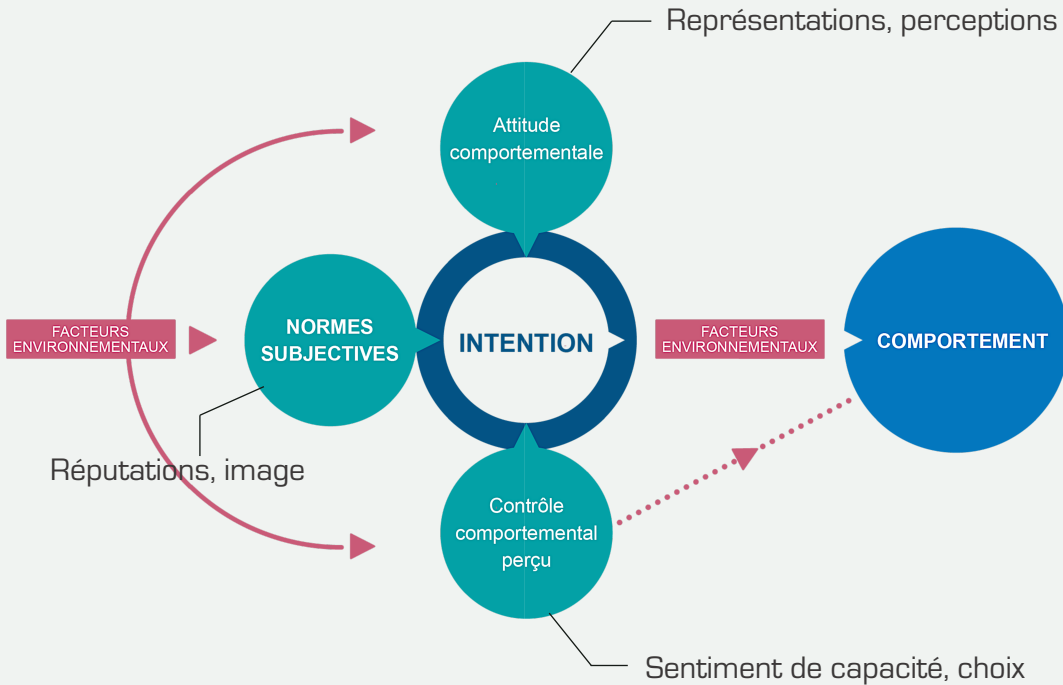 Représentations, perceptions
Attitude
comportementale
FACTEURS
ENVIRONNEMENTAUX
NORMES
SUBJECTIVES
INTENTION
FACTEURS
ENVIRONNEMENTAUX
COMPORTEMENT
Réputations, image
Contrôle
comportemental
perçu
Sentiment de capacité, choix